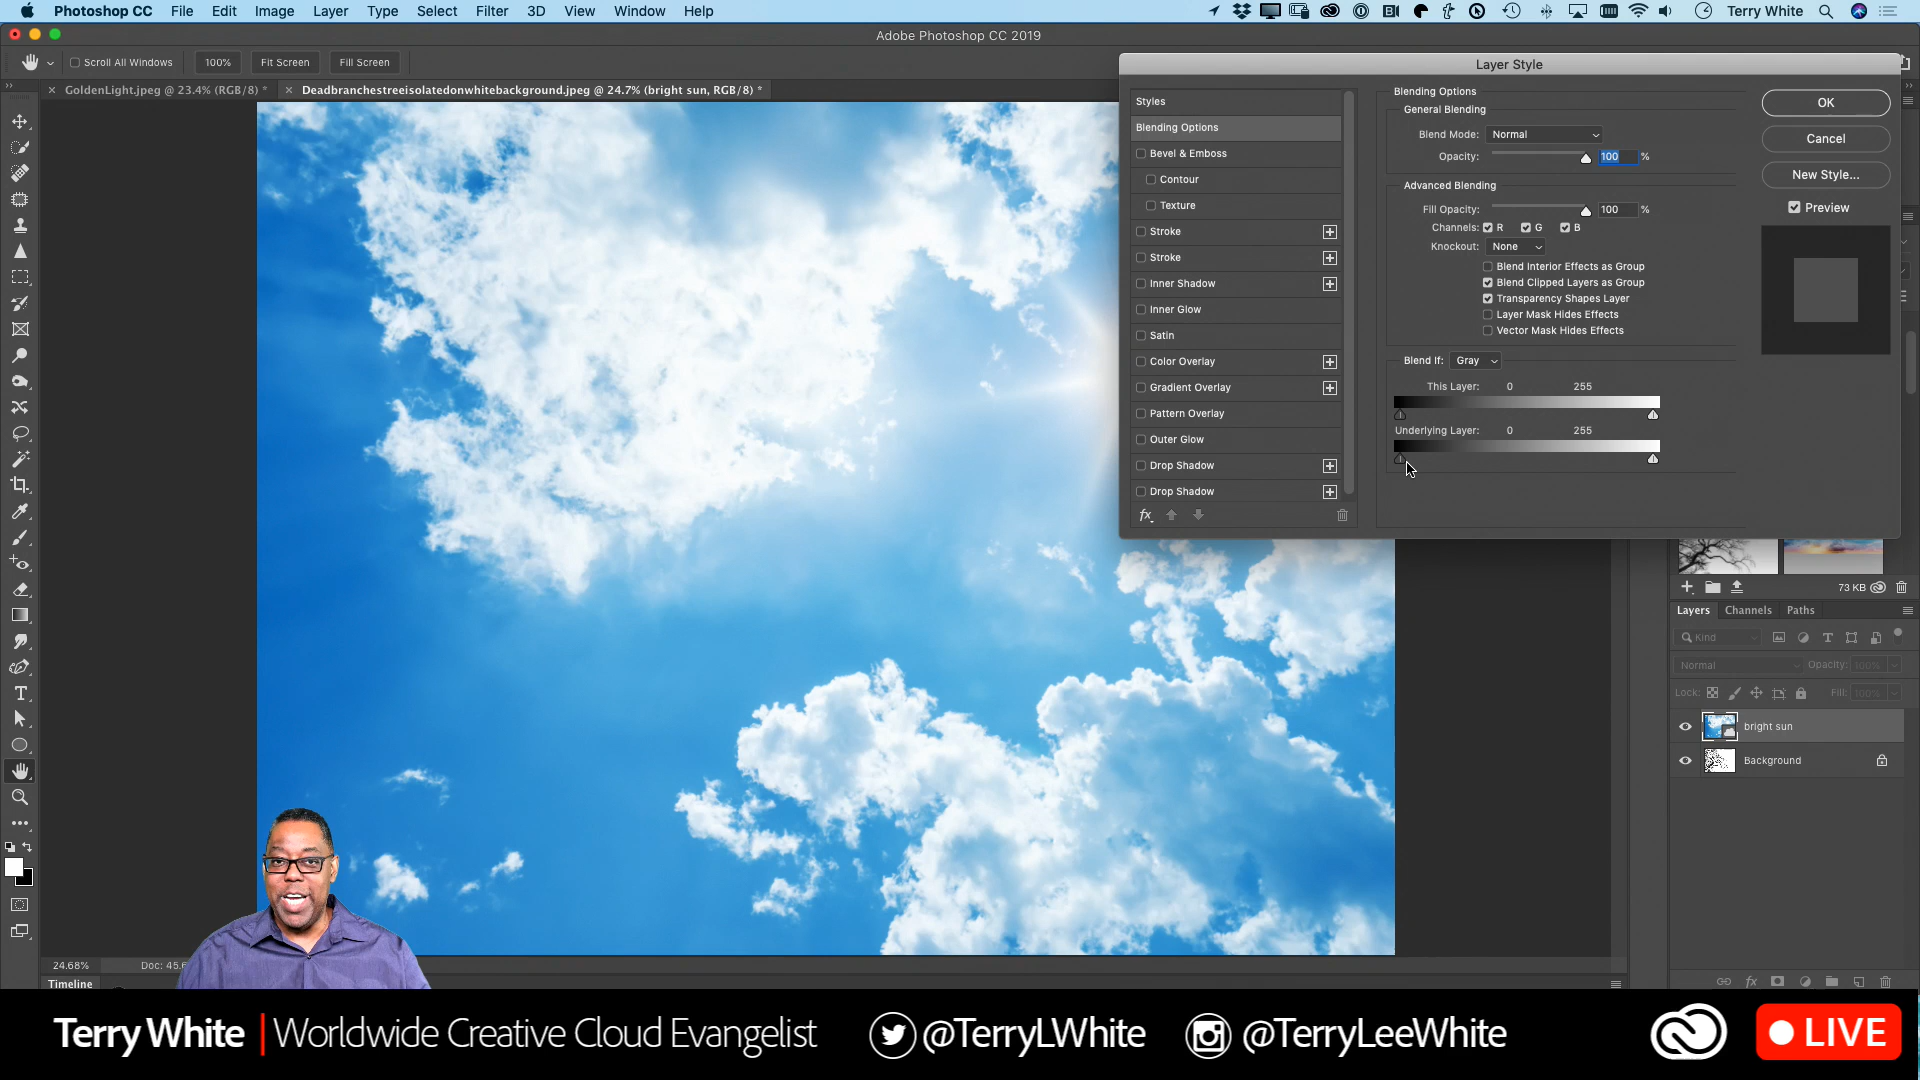 Photoshop CC File Edit Image Layer Type Select Filter 3D View Window Help Terry White
Adobe Photoshop CC 2019
Scroll All Windows 100% Fit Screen Fill Screen
GoldenLight.jpeg @ 23.4% (RGB/8) *
Deadbranchestreeisolatedonwhitebackground.jpeg @ 24.7% (bright sun, RGB/8) *
Layer Style
Styles
Blending Options
Bevel & Emboss
Contour
Texture
Stroke
Stroke
Inner Shadow
Inner Glow
Satin
Color Overlay
Gradient Overlay
Pattern Overlay
Outer Glow
Drop Shadow
Drop Shadow
fx
Blending Options
General Blending
Blend Mode: Normal
Opacity: 100 %
Advanced Blending
Fill Opacity: 100 %
Channels: R G B
Knockout: None
Blend Interior Effects as Group
Blend Clipped Layers as Group
Transparency Shapes Layer
Layer Mask Hides Effects
Vector Mask Hides Effects
Blend If: Gray
This Layer: 0 255
Underlying Layer: 0 255
OK
Cancel
New Style...
Preview
73 KB
Layers Channels Paths
Kind
Normal Opacity: 100%
Lock: Fill: 100%
bright sun
Background
fx
24.68% Doc: 45.
Timeline
Terry White | Worldwide Creative Cloud Evangelist @TerryLWhite @TerryLeeWhite LIVE